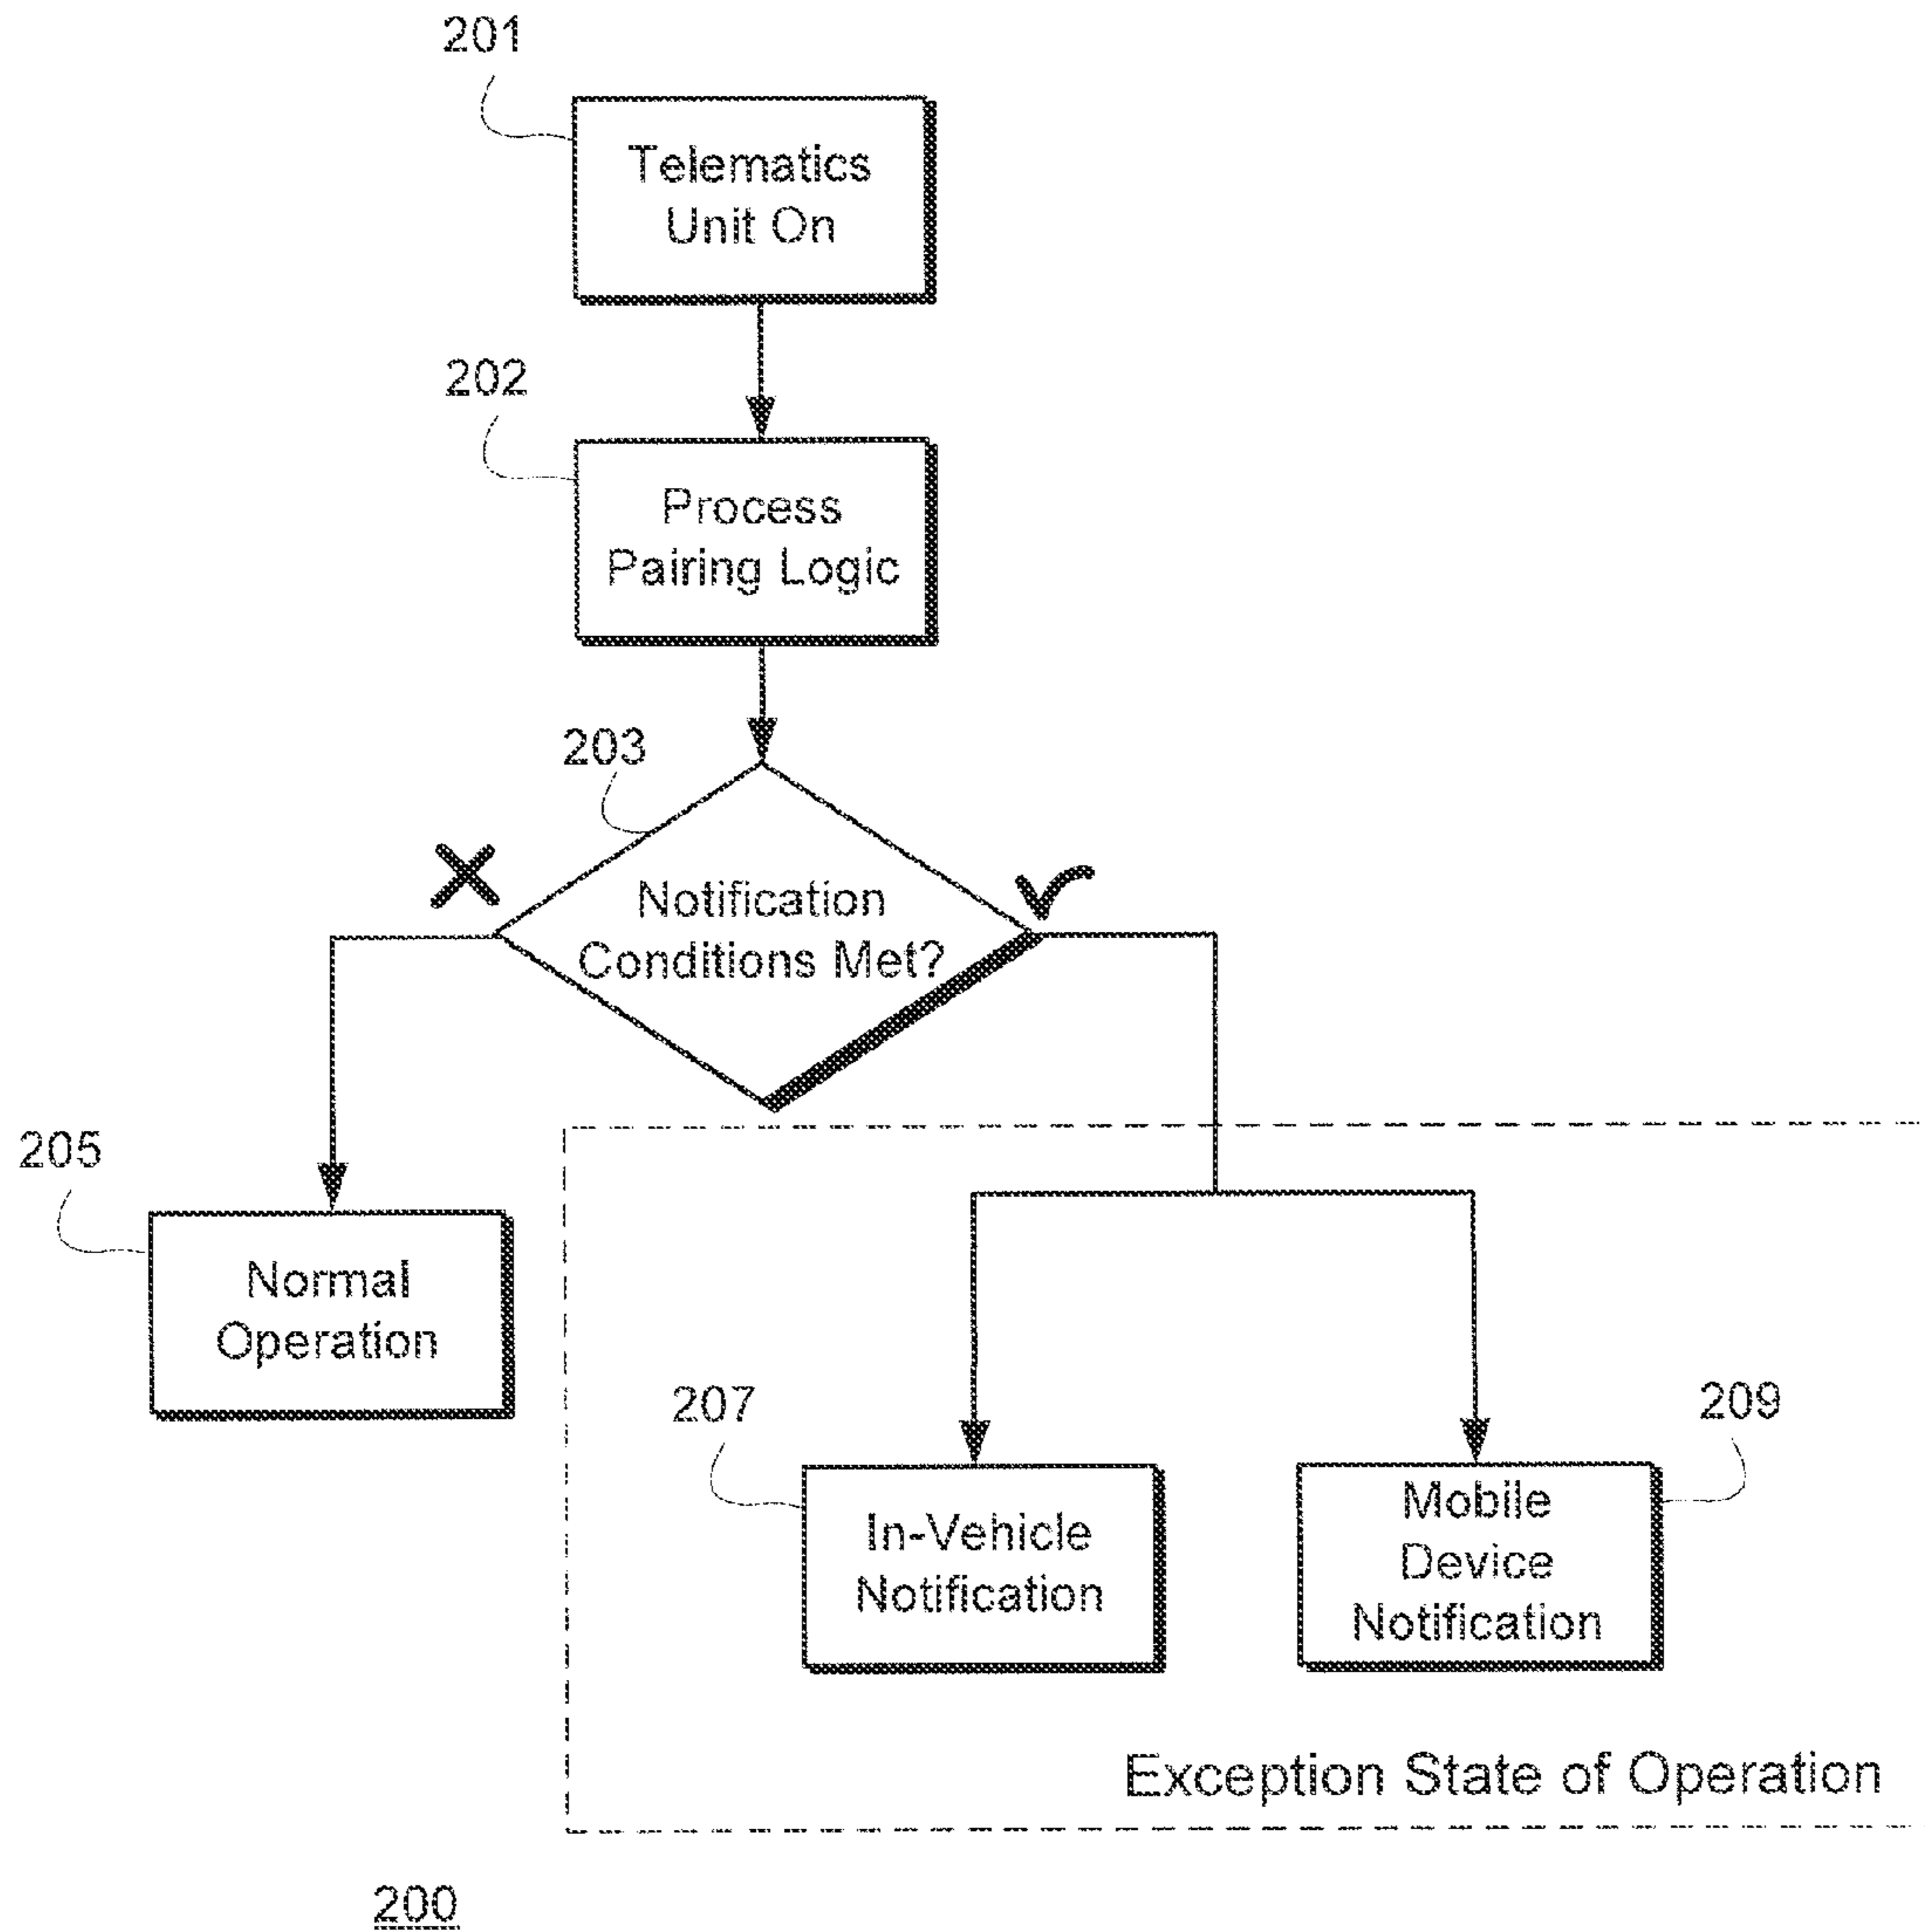 201
Telematics
Unit On
202
Process
Pairing Logic
203
Notification
Conditions Met?
205
Normal
Operation
207
In-Vehicle
Notification
209
Mobile
Device
Notification
Exception State of Operation
200